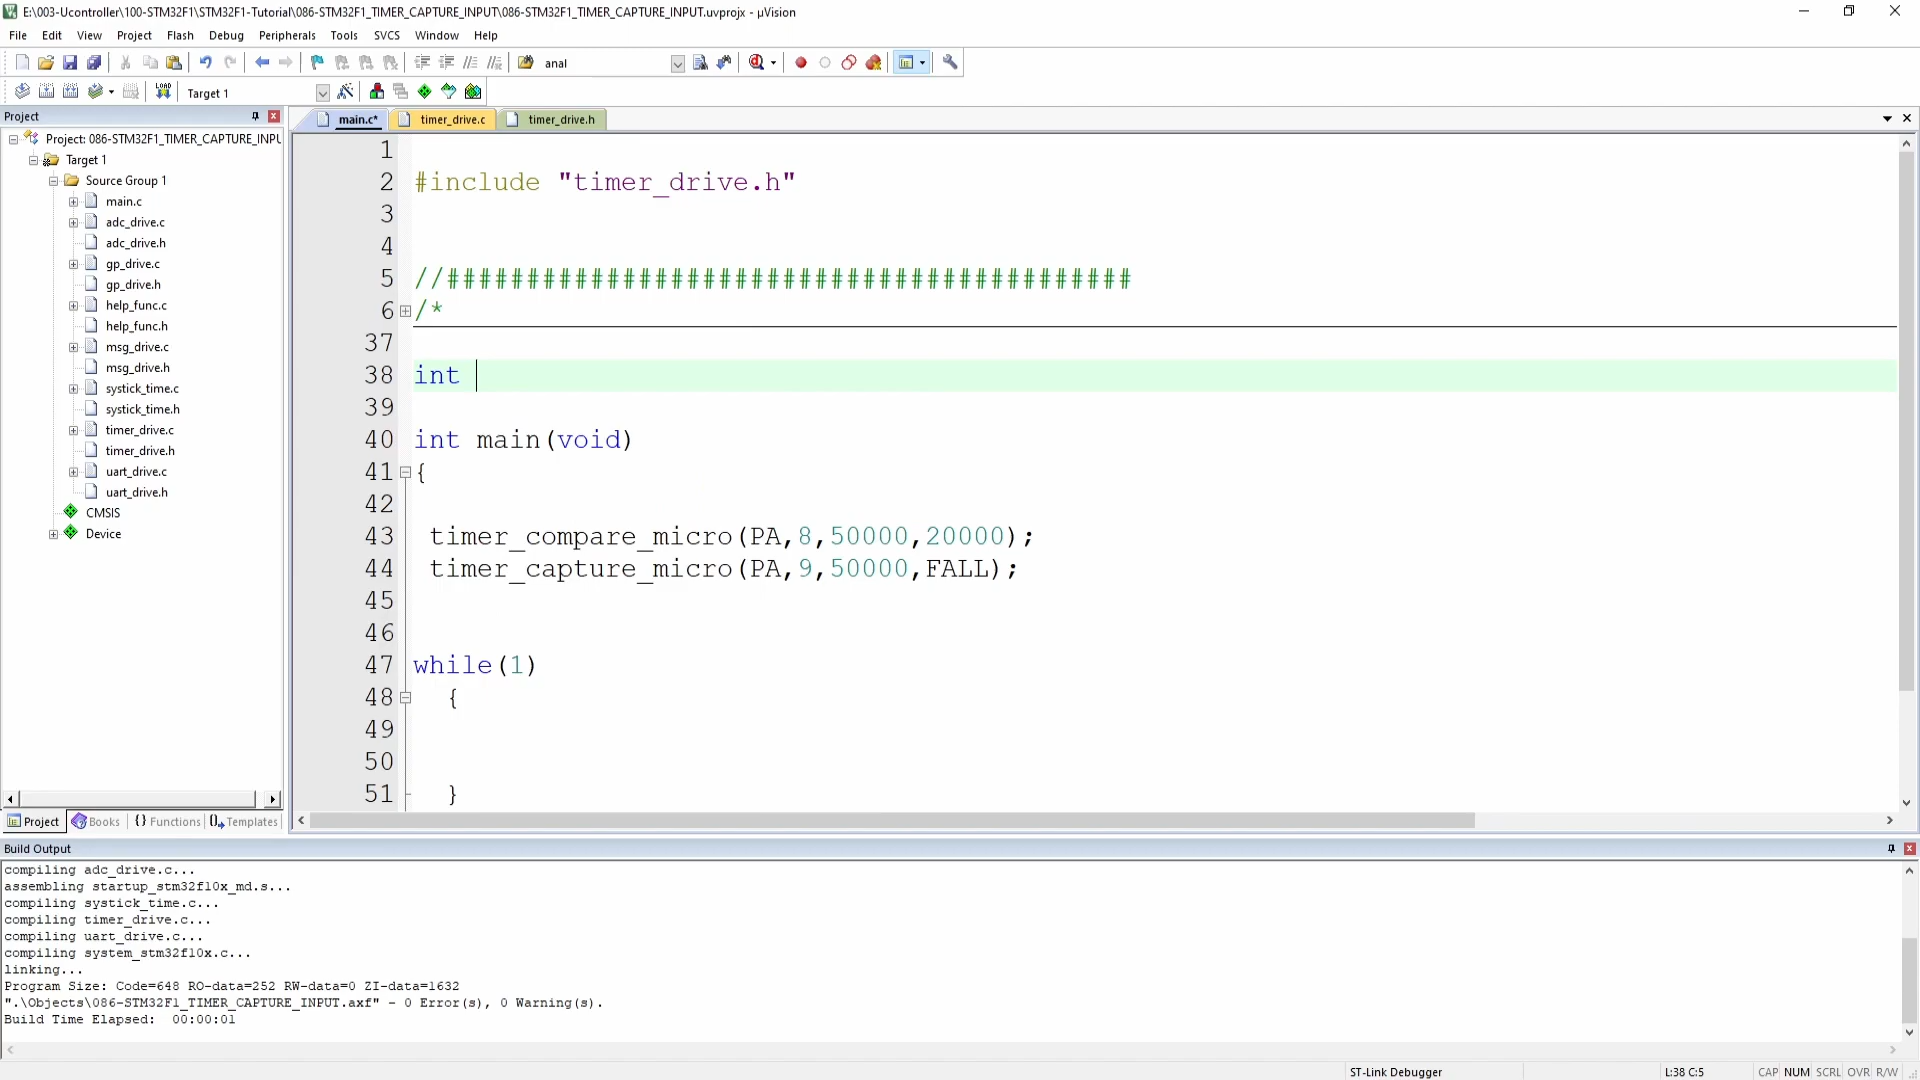 E:\003-Ucontroller\100-STM32F1\STM32F1-Tutorial\086-STM32F1_TIMER_CAPTURE_INPUT\086-STM32F1_TIMER_CAPTURE_INPUT.uvprojx - µVision
File Edit View Project Flash Debug Peripherals Tools SVCS Window Help
anal
LOAD Target 1
Project
main.c* timer_drive.c timer_drive.h
Project: 086-STM32F1_TIMER_CAPTURE_INPU
Target 1
Source Group 1
main.c
adc_drive.c
adc_drive.h
gp_drive.c
gp_drive.h
help_func.c
help_func.h
msg_drive.c
msg_drive.h
systick_time.c
systick_time.h
timer_drive.c
timer_drive.h
uart_drive.c
uart_drive.h
CMSIS
Device
Project Books {} Functions 0 Templates
1
2 #include "timer_drive.h"
3
4
5 //###########################################
6 /*
37
38 int
39
40 int main(void)
41 {
42
43 timer_compare_micro(PA,8,50000,20000);
44 timer_capture_micro(PA,9,50000,FALL);
45
46
47 while(1)
48 {
49
50
51 }
Build Output
compiling adc_drive.c...
assembling startup_stm32f10x_md.s...
compiling systick_time.c...
compiling timer_drive.c...
compiling uart_drive.c...
compiling system_stm32f10x.c...
linking...
Program Size: Code=648 RO-data=252 RW-data=0 ZI-data=1632
".\Objects\086-STM32F1_TIMER_CAPTURE_INPUT.axf" - 0 Error(s), 0 Warning(s).
Build Time Elapsed:  00:00:01
ST-Link Debugger L:38 C:5 CAP NUM SCRL OVR R/W